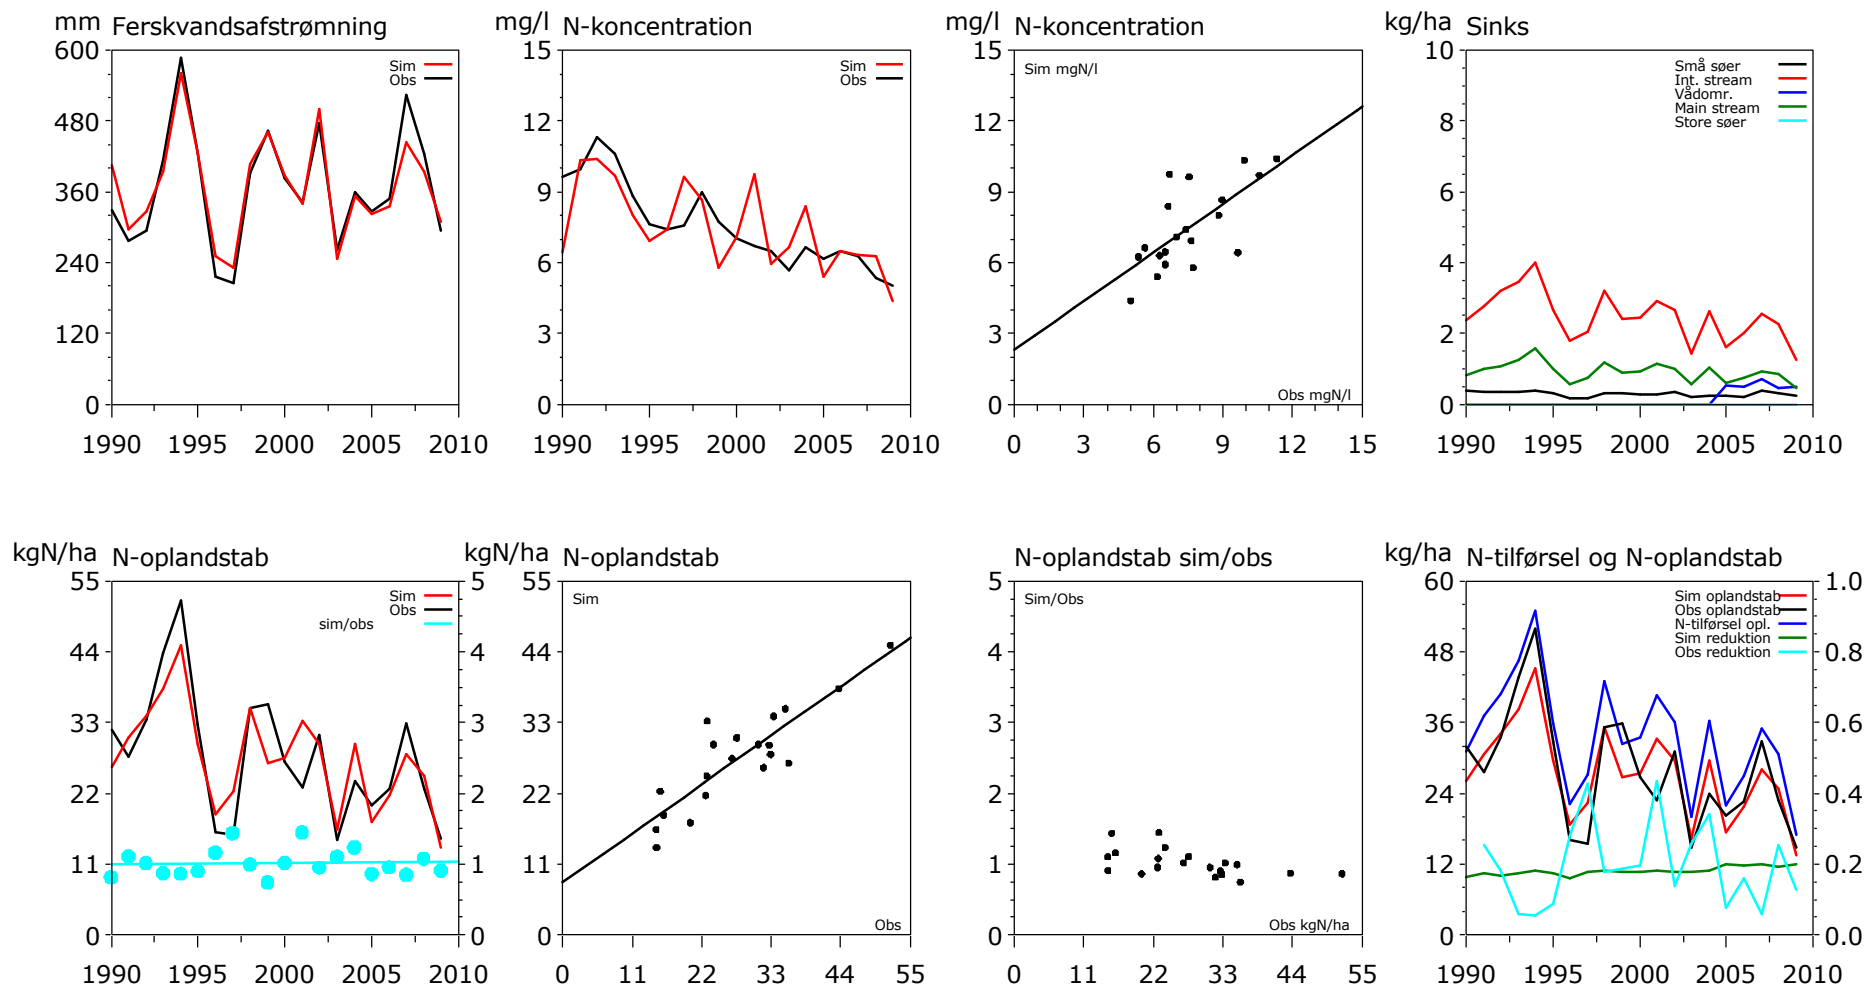 mm Ferskvandsafstrømning
600
480
360
240
120
0
Sim
Obs
1990 1995 2000 2005 2010
mg/l N-koncentration
15
12
9
6
3
0
Sim
Obs
1990 1995 2000 2005 2010
mg/l N-koncentration
15
12
9
6
3
0
Sim mgN/l
Obs mgN/l
0 3 6 9 12 15
kg/ha Sinks
10
8
6
4
2
0
Små søer
Int. stream
Vådomr.
Main stream
Store søer
1990 1995 2000 2005 2010
kgN/ha N-oplandstab
55
44
33
22
11
0
Sim
Obs
sim/obs
5
4
3
2
1
0
1990 1995 2000 2005 2010
kgN/ha N-oplandstab
55
44
33
22
11
0
Sim
Obs
0 11 22 33 44 55
N-oplandstab sim/obs
5
4
3
2
1
0
Sim/Obs
Obs kgN/ha
0 11 22 33 44 55
kg/ha N-tilførsel og N-oplandstab
60
48
36
24
12
0
Sim oplandstab
Obs oplandstab
N-tilførsel opl.
Sim reduktion
Obs reduktion
1.0
0.8
0.6
0.4
0.2
0.0
1990 1995 2000 2005 2010